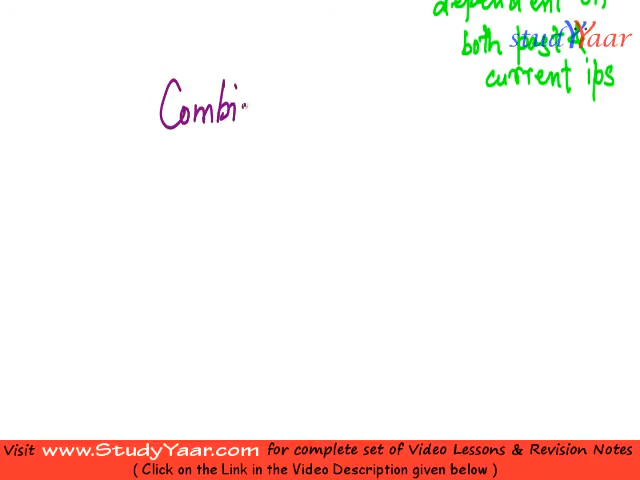 dependent on
both past &
studYYaar
current ips
Combi
Visit www.StudyYaar.com for complete set of Video Lessons & Revision Notes
( Click on the Link in the Video Description given below )